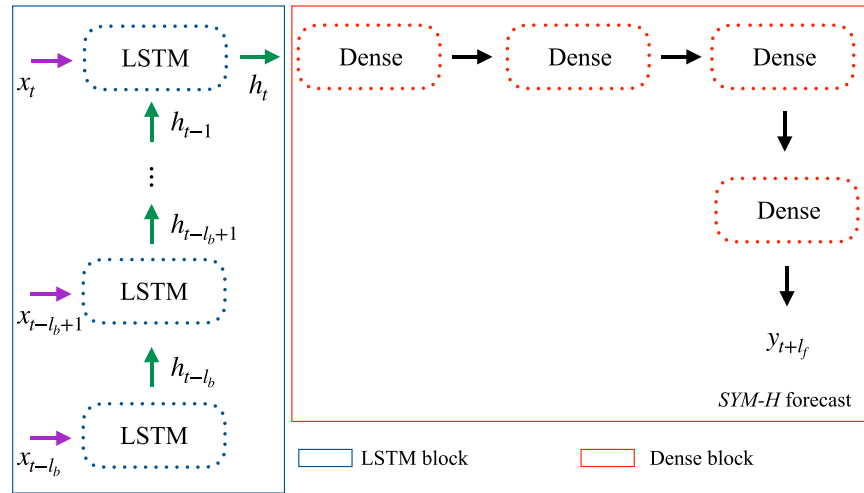 LSTM
Dense
Dense
Dense
x_t
h_t
h_{t-1}
⋮
Dense
h_{t-l_b+1}
LSTM
x_{t-l_b+1}
y_{t+l_f}
h_{t-l_b}
SYM-H forecast
LSTM
x_{t-l_b}
LSTM block
Dense block